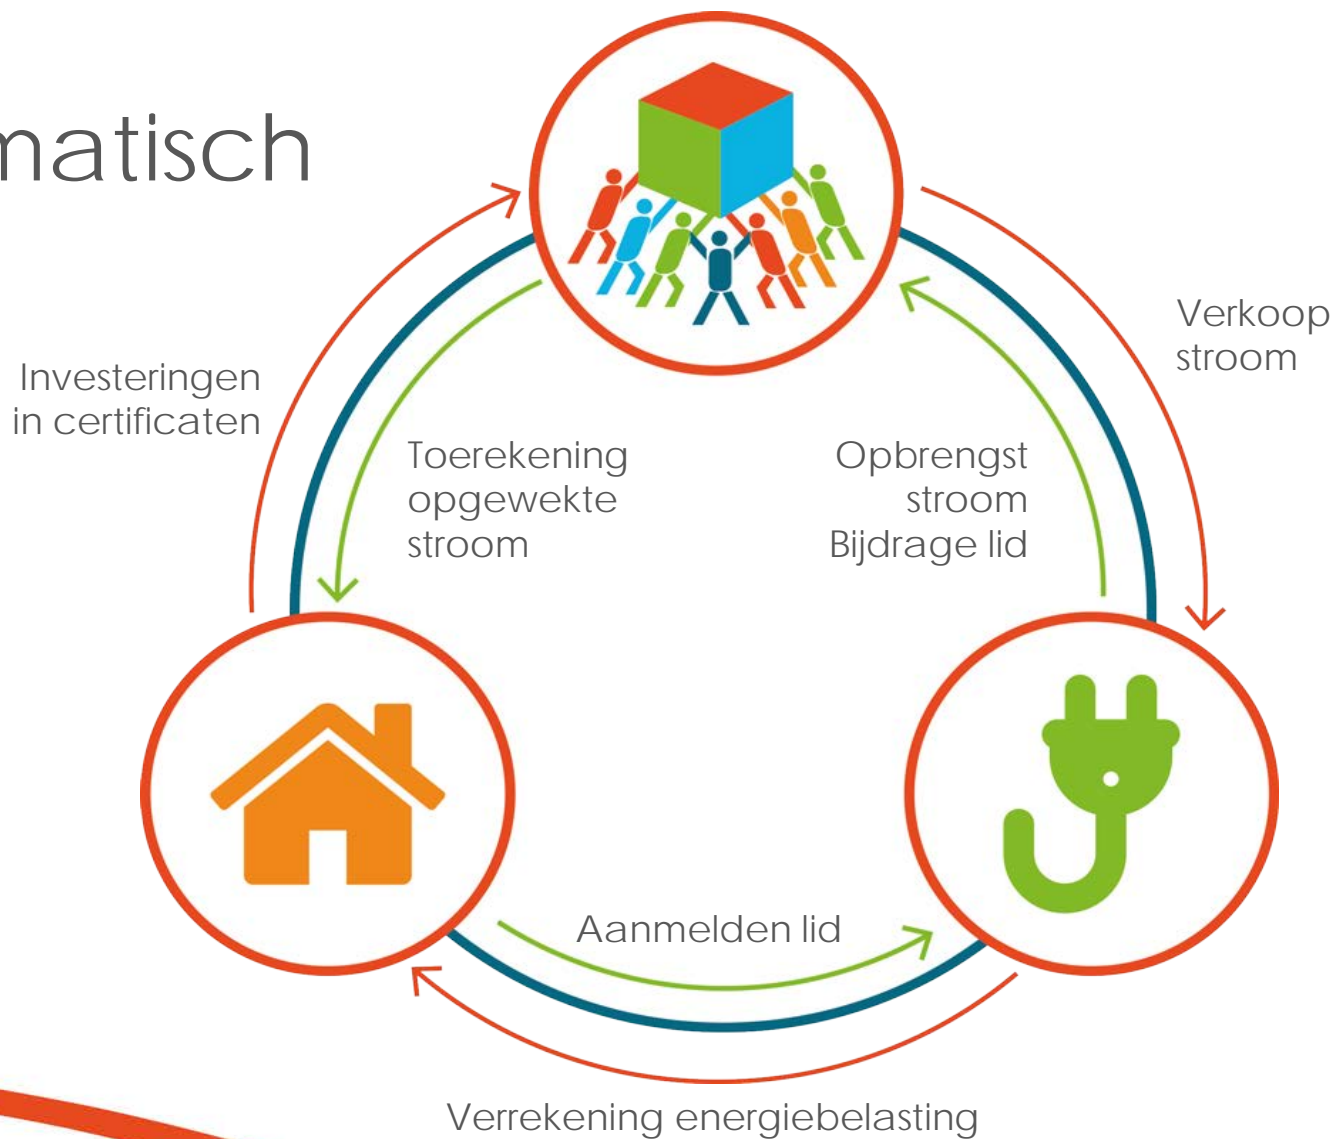 matisch
Verkoop
stroom
Investeringen
in certificaten
Toerekening
opgewekte
stroom
Opbrengst
stroom
Bijdrage lid
Aanmelden lid
Verrekening energiebelasting